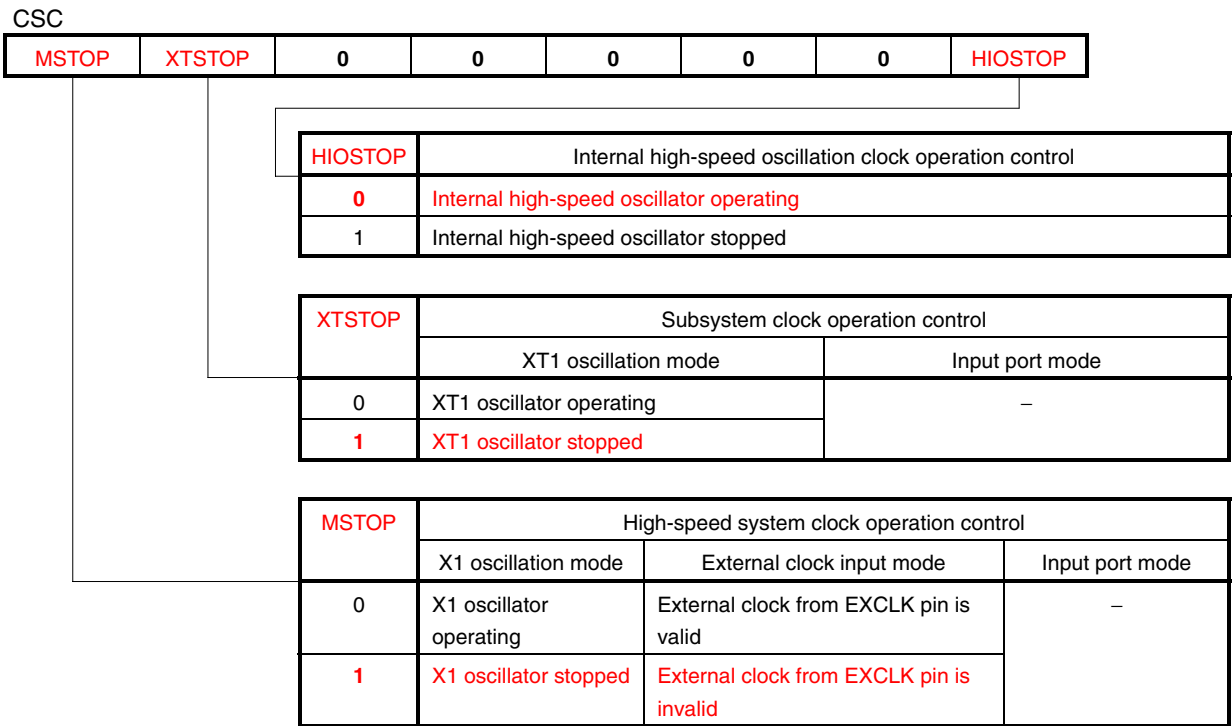 CSC
MSTOP XTSTOP 0 0 0 0 0 HIOSTOP
HIOSTOP Internal high-speed oscillation clock operation control
0 Internal high-speed oscillator operating
1 Internal high-speed oscillator stopped
XTSTOP Subsystem clock operation control
XT1 oscillation mode Input port mode
0 XT1 oscillator operating –
1 XT1 oscillator stopped
MSTOP High-speed system clock operation control
X1 oscillation mode External clock input mode Input port mode
0 X1 oscillator External clock from EXCLK pin is –
operating valid
1 X1 oscillator stopped External clock from EXCLK pin is
invalid